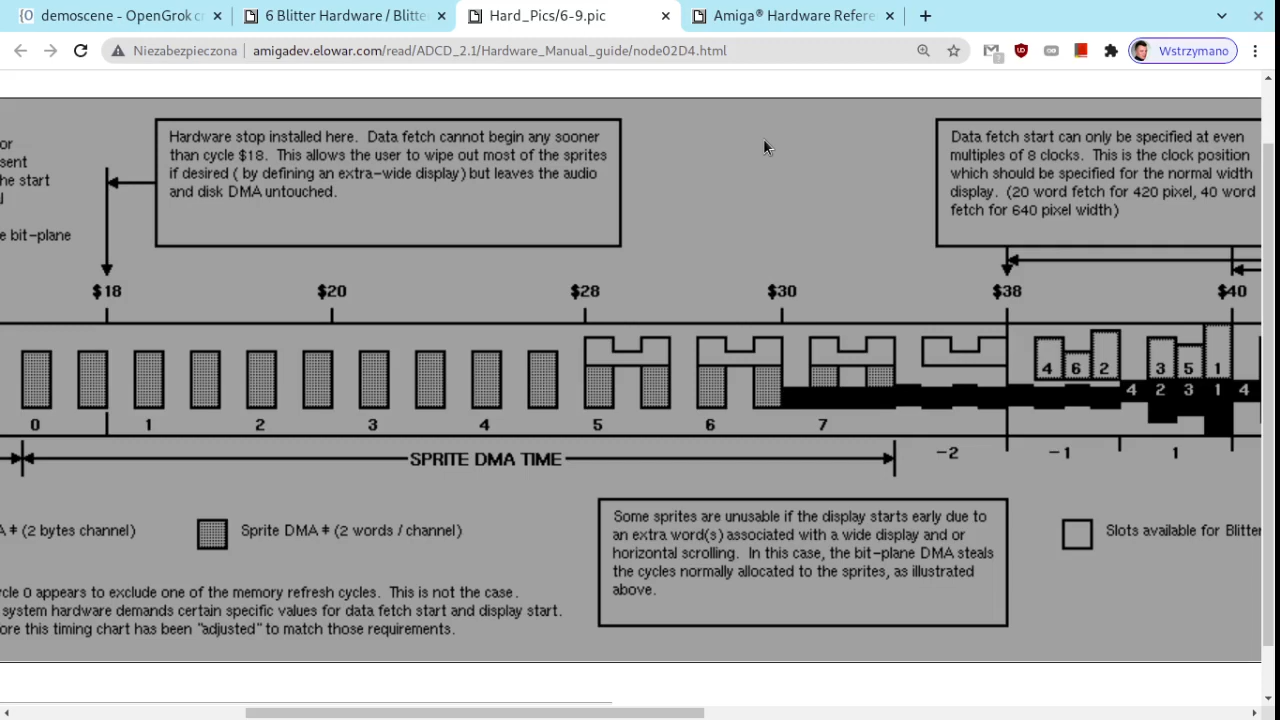 demoscene - OpenGrok c
6 Blitter Hardware / Blitte
Hard_Pics/6-9.pic
Amiga® Hardware Refere
Niezabezpieczona
amigadev.elowar.com/read/ADCD_2.1/Hardware_Manual_guide/node02D4.html
Wstrzymano
or
sent
he start
e bit-plane
Hardware stop installed here. Data fetch cannot begin any sooner
than cycle $18. This allows the user to wipe out most of the sprites
if desired ( by defining an extra-wide display) but leaves the audio
and disk DMA untouched.
Data fetch start can only be specified at even
multiples of 8 clocks. This is the clock position
which should be specified for the normal width
display. (20 word fetch for 420 pixel, 40 word
fetch for 640 pixel width)
$18 $20 $28 $30 $38 $40
4 6 2 3 5 1
4 2 3 1 4
0 1 2 3 4 5 6 7
-2 -1 1
SPRITE DMA TIME
A * (2 bytes channel)
Sprite DMA * (2 words / channel)
Some sprites are unusable if the display starts early due to
an extra word(s) associated with a wide display and or
horizontal scrolling. In this case, the bit-plane DMA steals
the cycles normally allocated to the sprites, as illustrated
above.
Slots available for Blitter
cle 0 appears to exclude one of the memory refresh cycles. This is not the case.
system hardware demands certain specific values for data fetch start and display start.
ore this timing chart has been "adjusted" to match those requirements.